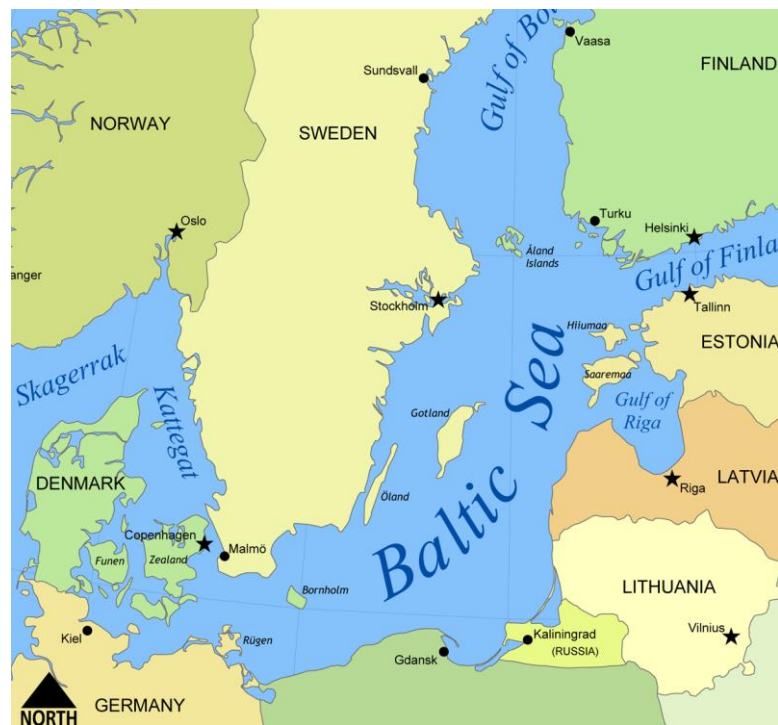 Gulf of Bo
Vaasa
FINLAND
Sundsvall
NORWAY
SWEDEN
Oslo
Turku
Helsinki
Åland
Islands
Gulf of Finla
anger
Stockholm
Tallinn
Hiiumaa
ESTONIA
Skagerrak
Kattegat
Saaremaa
Gulf of
Riga
Gotland
Baltic Sea
DENMARK
Öland
Riga
LATVIA
Copenhagen
Malmö
Funen
Zealand
Bornholm
LITHUANIA
Kiel
Rügen
Gdansk
Kaliningrad
(RUSSIA)
Vilnius
GERMANY
NORTH